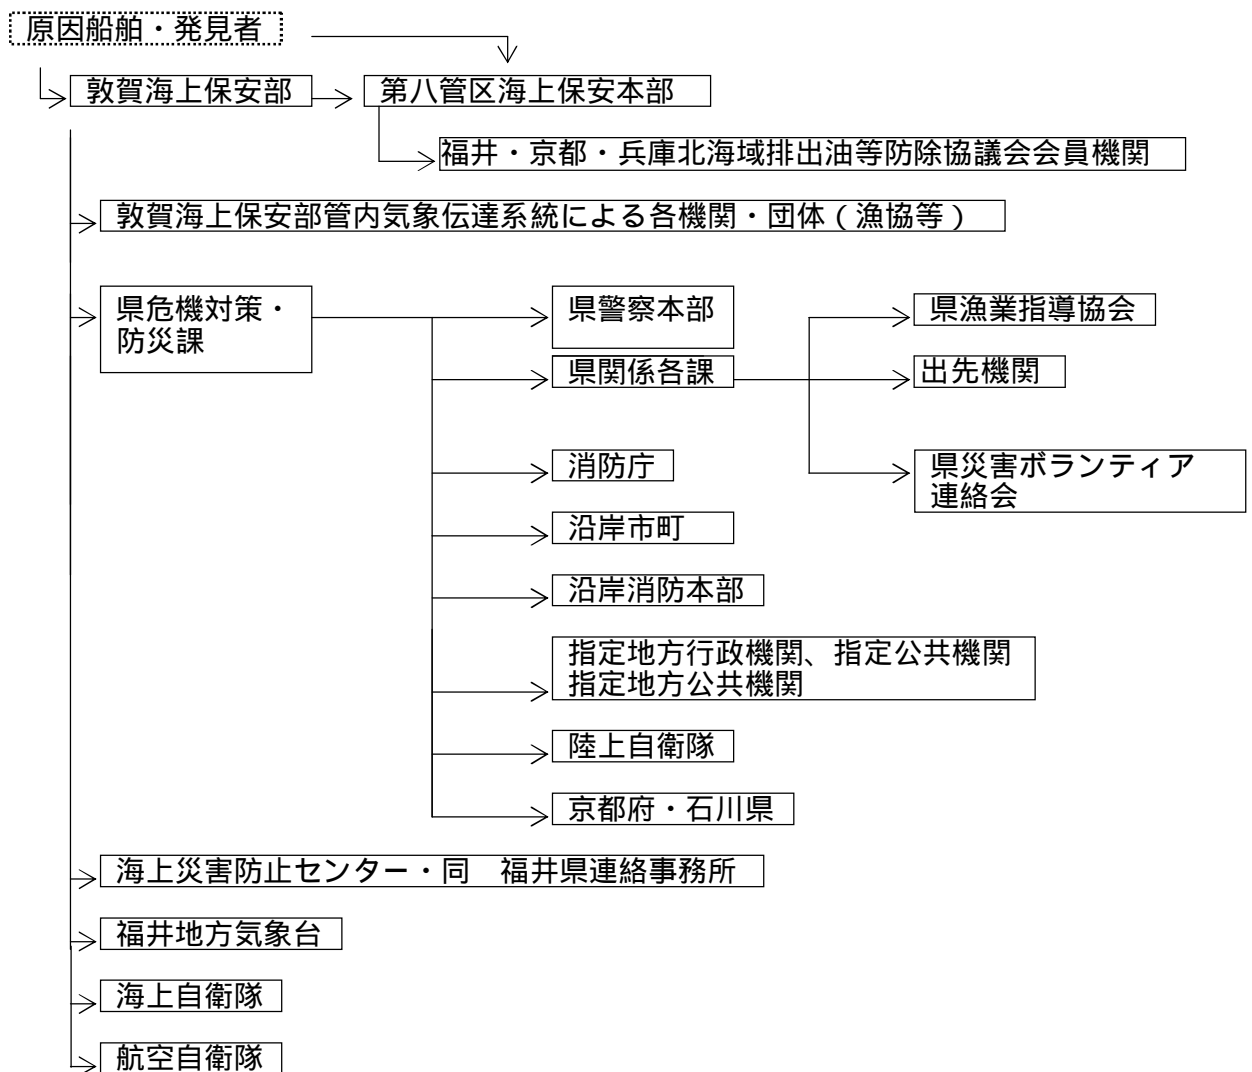 原因船舶・発見者
敦賀海上保安部
第八管区海上保安本部
福井・京都・兵庫北海域排出油等防除協議会会員機関
敦賀海上保安部管内気象伝達系統による各機関・団体(漁協等)
県危機対策・
防災課
県警察本部
県漁業指導協会
県関係各課
出先機関
消防庁
県災害ボランティア
連絡会
沿岸市町
沿岸消防本部
指定地方行政機関、指定公共機関
指定地方公共機関
陸上自衛隊
京都府・石川県
海上災害防止センター・同 福井県連絡事務所
福井地方気象台
海上自衛隊
航空自衛隊